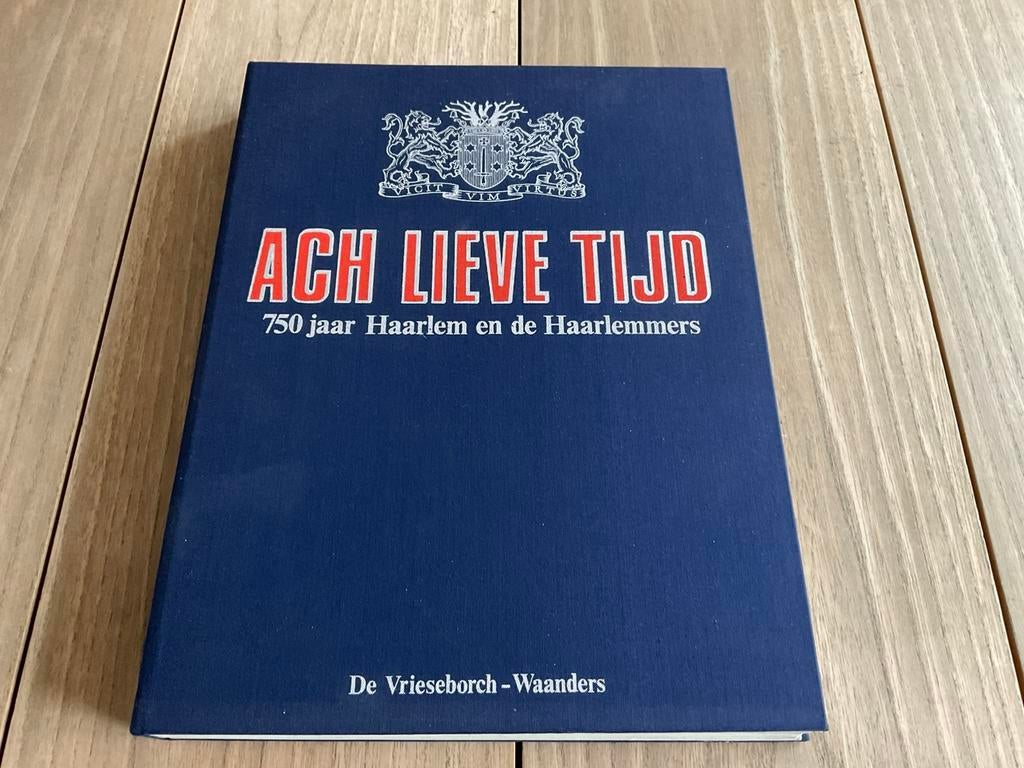 VICIT VIM VIRTUS
ACH LIEVE TIJD
750 jaar Haarlem en de Haarlemmers
De Vrieseborch-Waanders